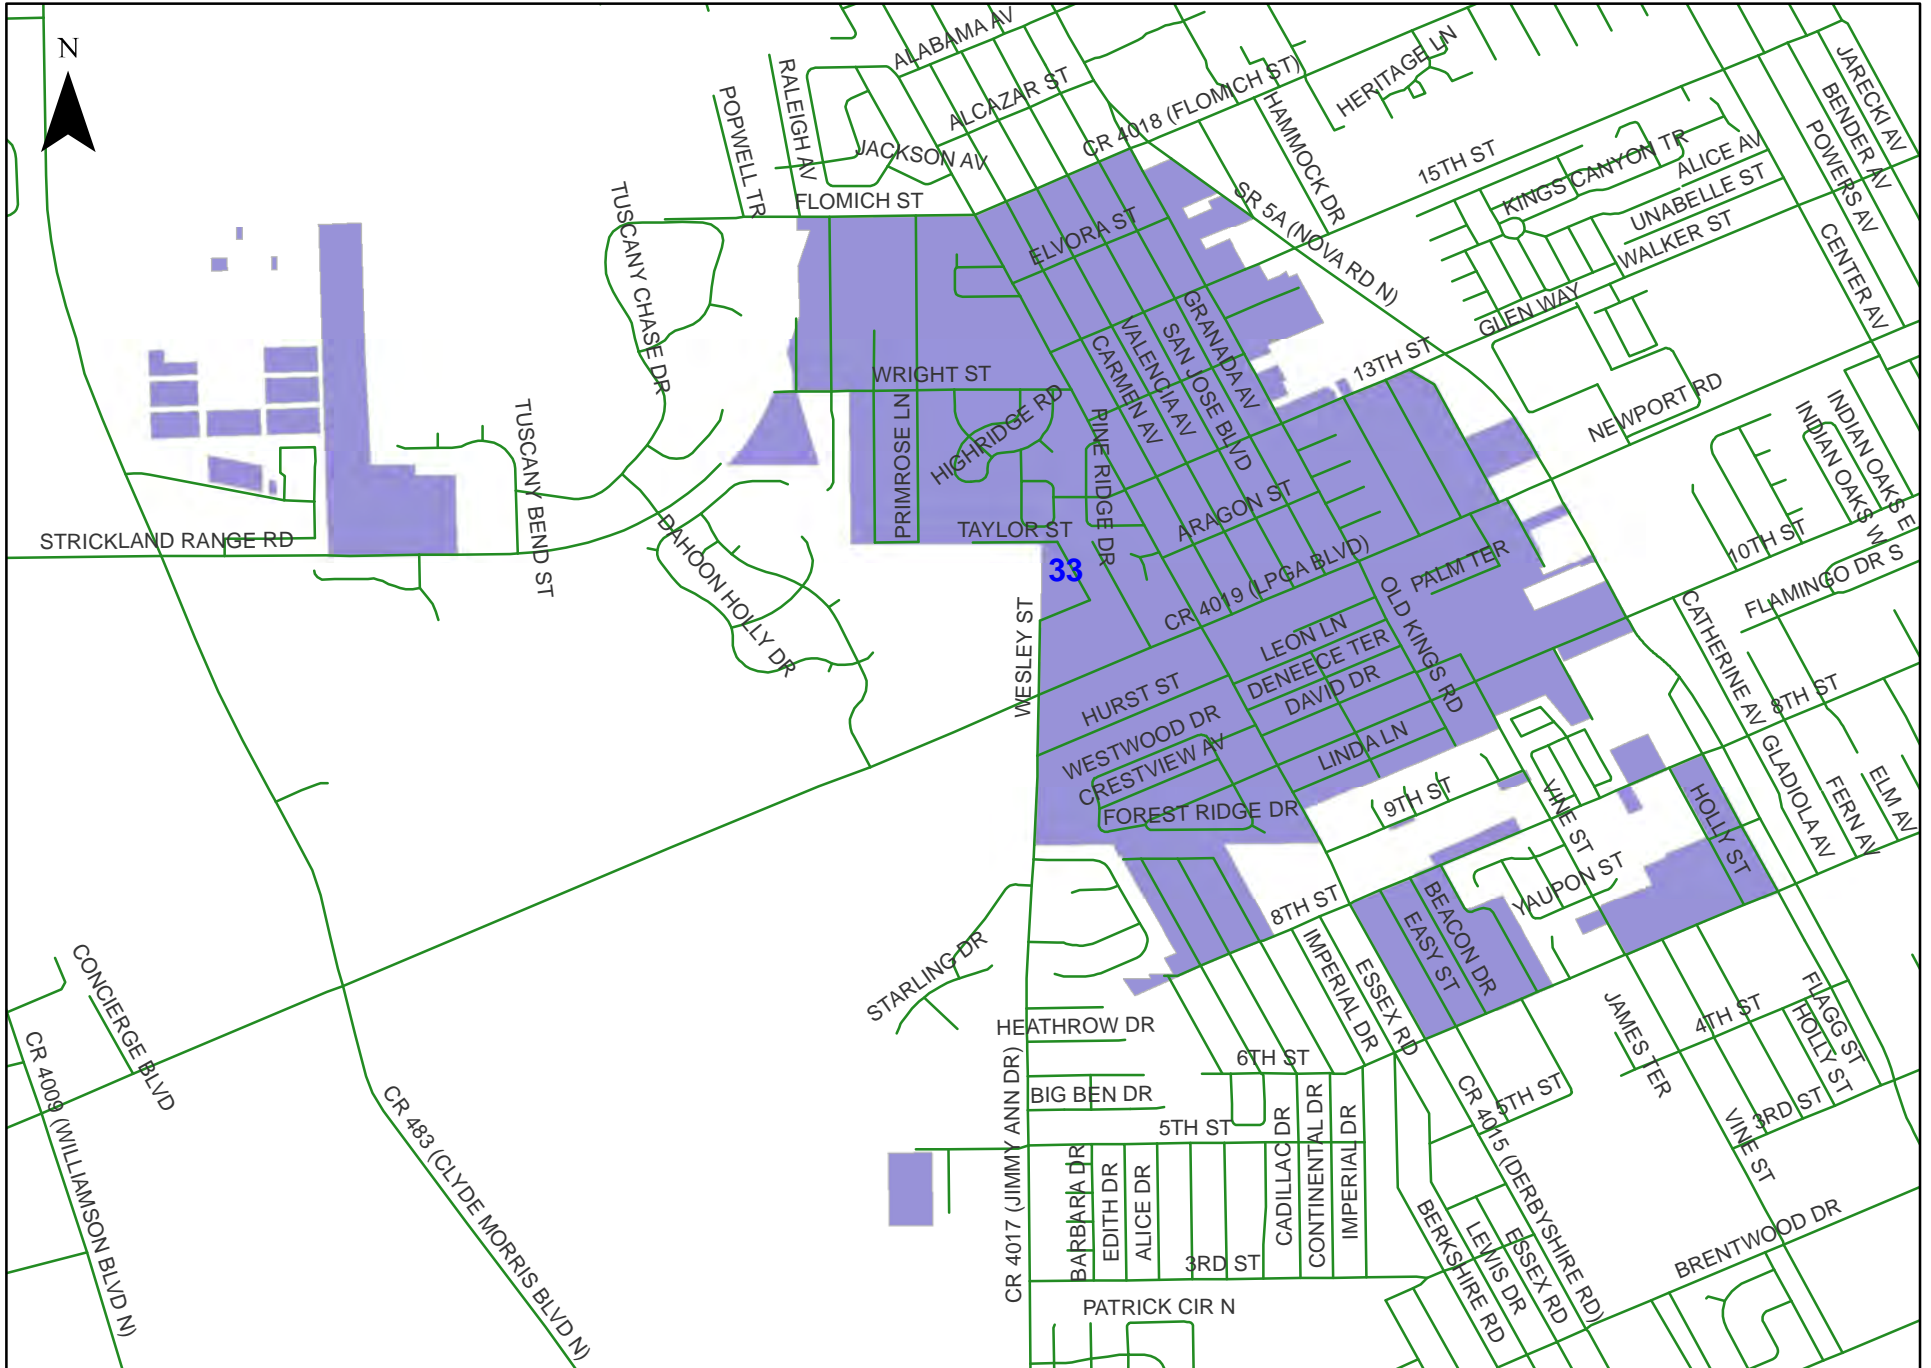 N
ALABAMA AV
RALEIGH AV
POPWELL TR
ALCAZAR ST
JACKSON AV
CR 4018 (FLOMICH ST)
HERITAGE LN
HAMMOCK DR
JARECKI AV
BENDER AV
POWERS AV
15TH ST
KINGS CANYON TR
ALICE AV
UNABELLE ST
WALKER ST
CENTER AV
FLOMICH ST
TUSCANY CHASE DR
ELVORA ST
SR 5A (NOVA RD N)
GLEN WAY
GRANADA AV
SAN JOSE BLVD
VALENCIA AV
CARMEN AV
13TH ST
NEWPORT RD
WRIGHT ST
PRIMROSE LN
HIGHRIDGE RD
PINE RIDGE DR
TUSCANY BEND ST
INDIAN OAKS E
INDIAN OAKS W
ARAGON ST
TAYLOR ST
STRICKLAND RANGE RD
DAHOON HOLLY DR
33
10TH ST
FLAMINGO DR S
CR 4019 (LPGA BLVD)
PALM TER
OLD KINGS RD
WESLEY ST
LEON LN
DENEECE TER
DAVID DR
CATHERINE AV
8TH ST
HURST ST
WESTWOOD DR
CRESTVIEW AV
LINDA LN
FOREST RIDGE DR
9TH ST
VINE ST
GLADIOLA AV
FERN AV
ELM AV
HOLLY ST
YAUPON ST
8TH ST
BEACON DR
EASY ST
STARLING DR
IMPERIAL DR
ESSEX RD
CONCIERGE BLVD
CR 4009 (WILLIAMSON BLVD N)
HEATHROW DR
JAMES TER
4TH ST
FLAGG ST
HOLLY ST
6TH ST
BIG BEN DR
5TH ST
5TH ST
3RD ST
CR 483 (CLYDE MORRIS BLVD N)
CR 4017 (JIMMY ANN DR)
CR 4015 (DERBYSHIRE RD)
VINE ST
BARBARA DR
EDITH DR
ALICE DR
CADILLAC DR
CONTINENTAL DR
IMPERIAL DR
3RD ST
BERKSHIRE RD
LEWIS DR
ESSEX RD
BRENTWOOD DR
PATRICK CIR N